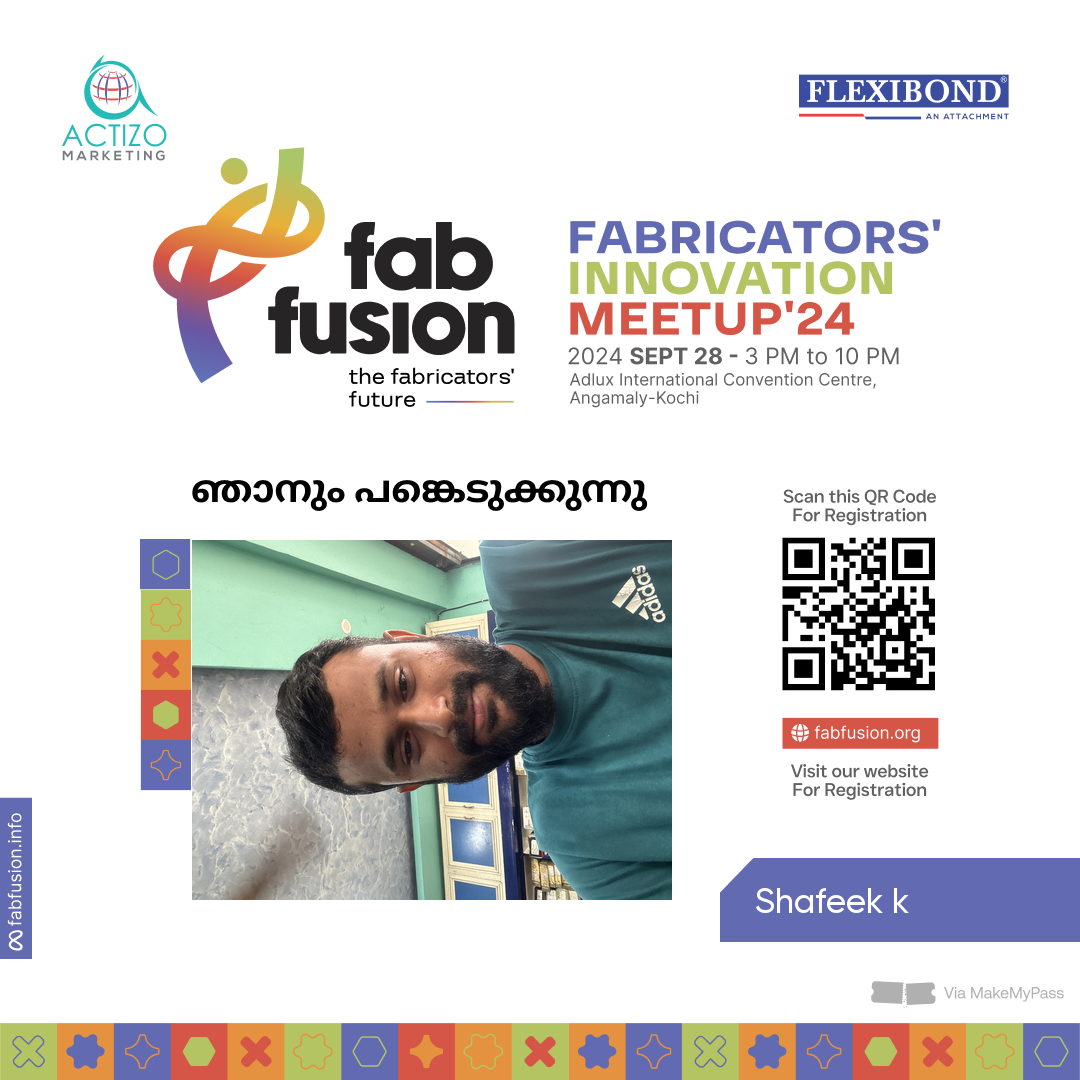 ACTIZO
MARKETING
FLEXIBOND®
AN ATTACHMENT
fab
fusion
the fabricators'
future
FABRICATORS'
INNOVATION
MEETUP'24
2024 SEPT 28 - 3 PM to 10 PM
Adlux International Convention Centre,
Angamaly-Kochi
ഞാനും പങ്കെടുക്കുന്നു
adidas
Scan this QR Code
For Registration
fabfusion.org
Visit our website
For Registration
fabfusion.info
Shafeek k
Via MakeMyPass